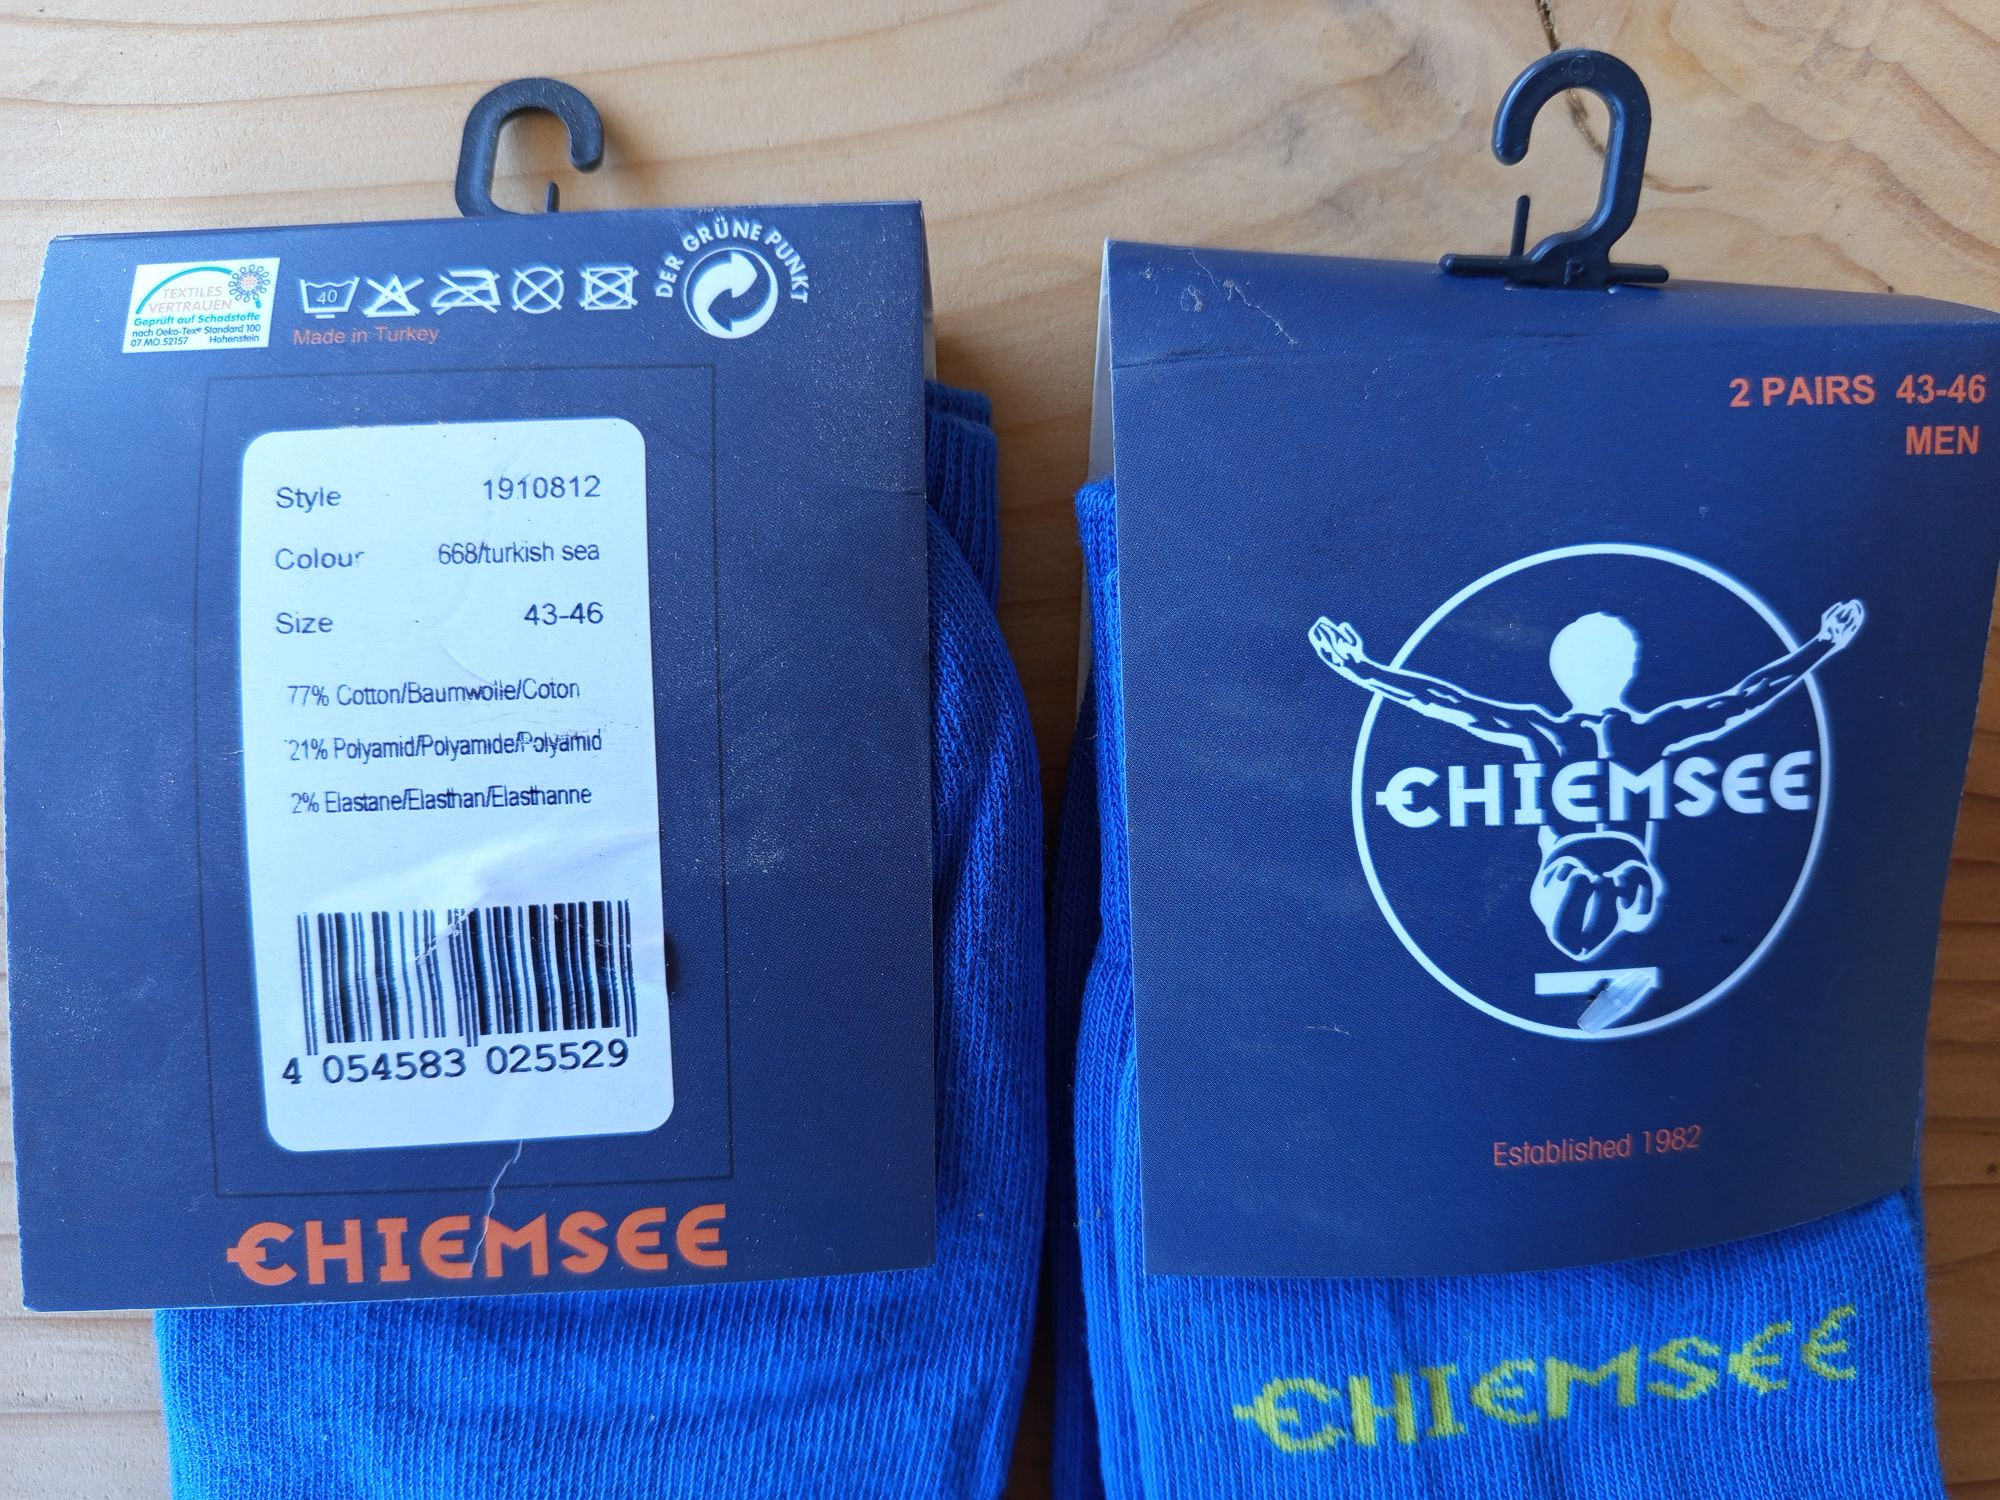 TEXTILES
VERTRAUEN
Geprüft auf Schadstoffe
nach Oeko-Tex® Standard 100
07.MO.52157 Hohenstein
40
Made in Turkey
DER GRÜNE PUNKT
Style 1910812
Colour 668/turkish sea
Size 43-46
77% Cotton/Baumwolle/Coton
21% Polyamid/Polyamide/Polyamid
2% Elastane/Elasthan/Elasthanne
4 054583 025529
CHIEMSEE
P
2 PAIRS 43-46
MEN
CHIEMSEE
Established 1982
CHIEMSEE